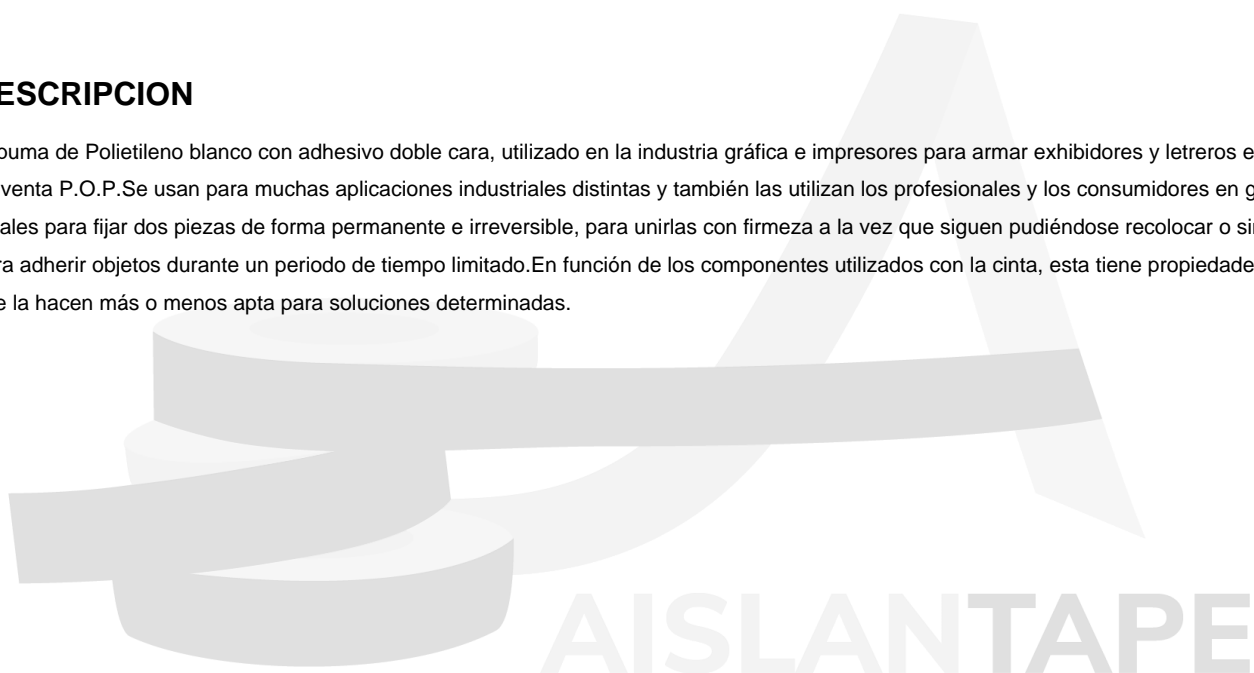 ESCRIPCION
ouma de Polietileno blanco con adhesivo doble cara, utilizado en la industria gráfica e impresores para armar exhibidores y letreros e
venta P.O.P.Se usan para muchas aplicaciones industriales distintas y también las utilizan los profesionales y los consumidores en g
ales para fijar dos piezas de forma permanente e irreversible, para unirlas con firmeza a la vez que siguen pudiéndose recolocar o si
ra adherir objetos durante un periodo de tiempo limitado.En función de los componentes utilizados con la cinta, esta tiene propiedade
e la hacen más o menos apta para soluciones determinadas.
AISLANTAPE